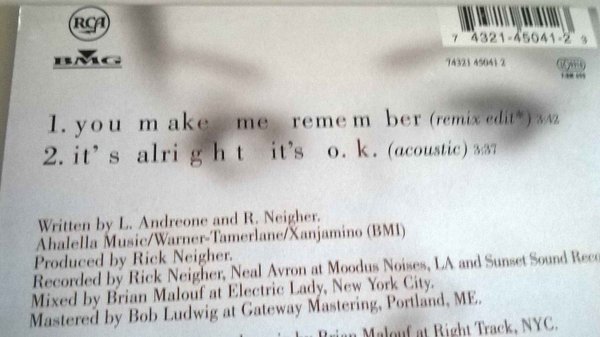 RCA
BMG
7 4321-45041-2 3
74321 45041 2
1. you make me remember (remix edit*) 3:42
2. it's alright it's o.k. (acoustic) 3:37
Written by L. Andreone and R. Neigher.
Ahalella Music/Warner-Tamerlane/Xanjamino (BMI)
Produced by Rick Neigher.
Recorded by Rick Neigher, Neal Avron at Moodus Noises, LA and Sunset Sound Reco
Mixed by Brian Malouf at Electric Lady, New York City.
Mastered by Bob Ludwig at Gateway Mastering, Portland, ME.
Brian Malouf at Right Track, NYC.